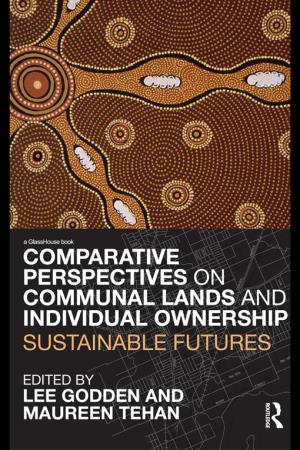 a GlassHouse book
COMPARATIVE
PERSPECTIVES ON
COMMUNAL LANDS AND
INDIVIDUAL OWNERSHIP
SUSTAINABLE FUTURES
EDITED BY
LEE GODDEN AND
MAUREEN TEHAN
ROUTLEDGE